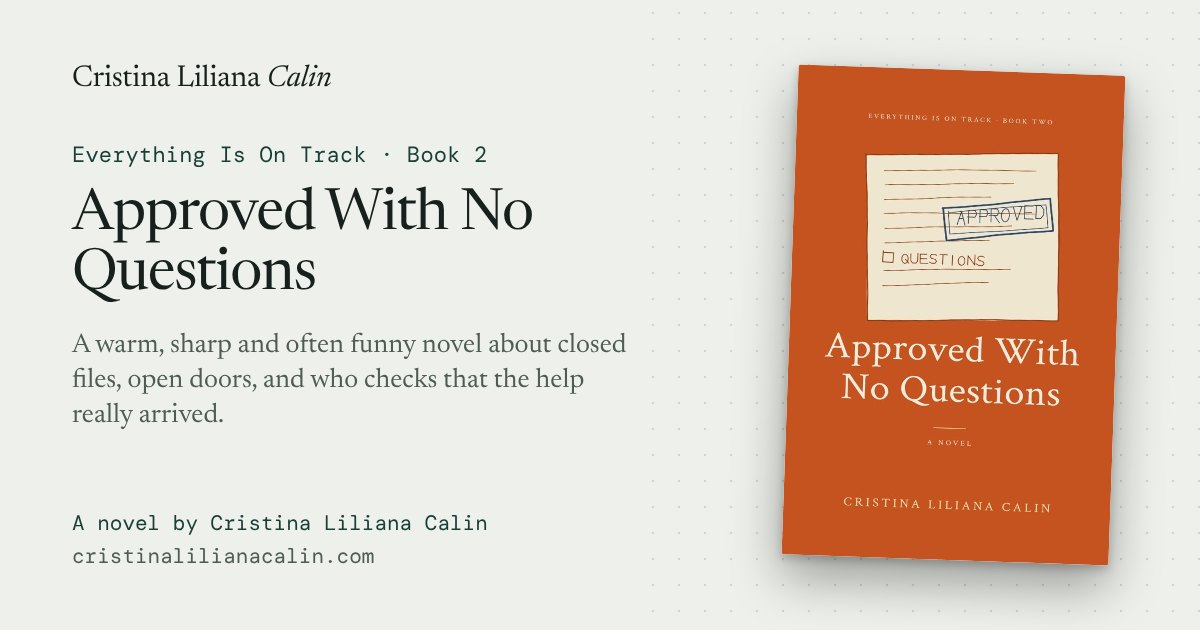 Cristina Liliana Calin
Everything Is On Track · Book 2
Approved With No
Questions
A warm, sharp and often funny novel about closed
files, open doors, and who checks that the help
really arrived.
A novel by Cristina Liliana Calin
cristinalilianacalin.com
EVERYTHING IS ON TRACK · BOOK TWO
APPROVED
QUESTIONS
Approved With
No Questions
A NOVEL
CRISTINA LILIANA CALIN